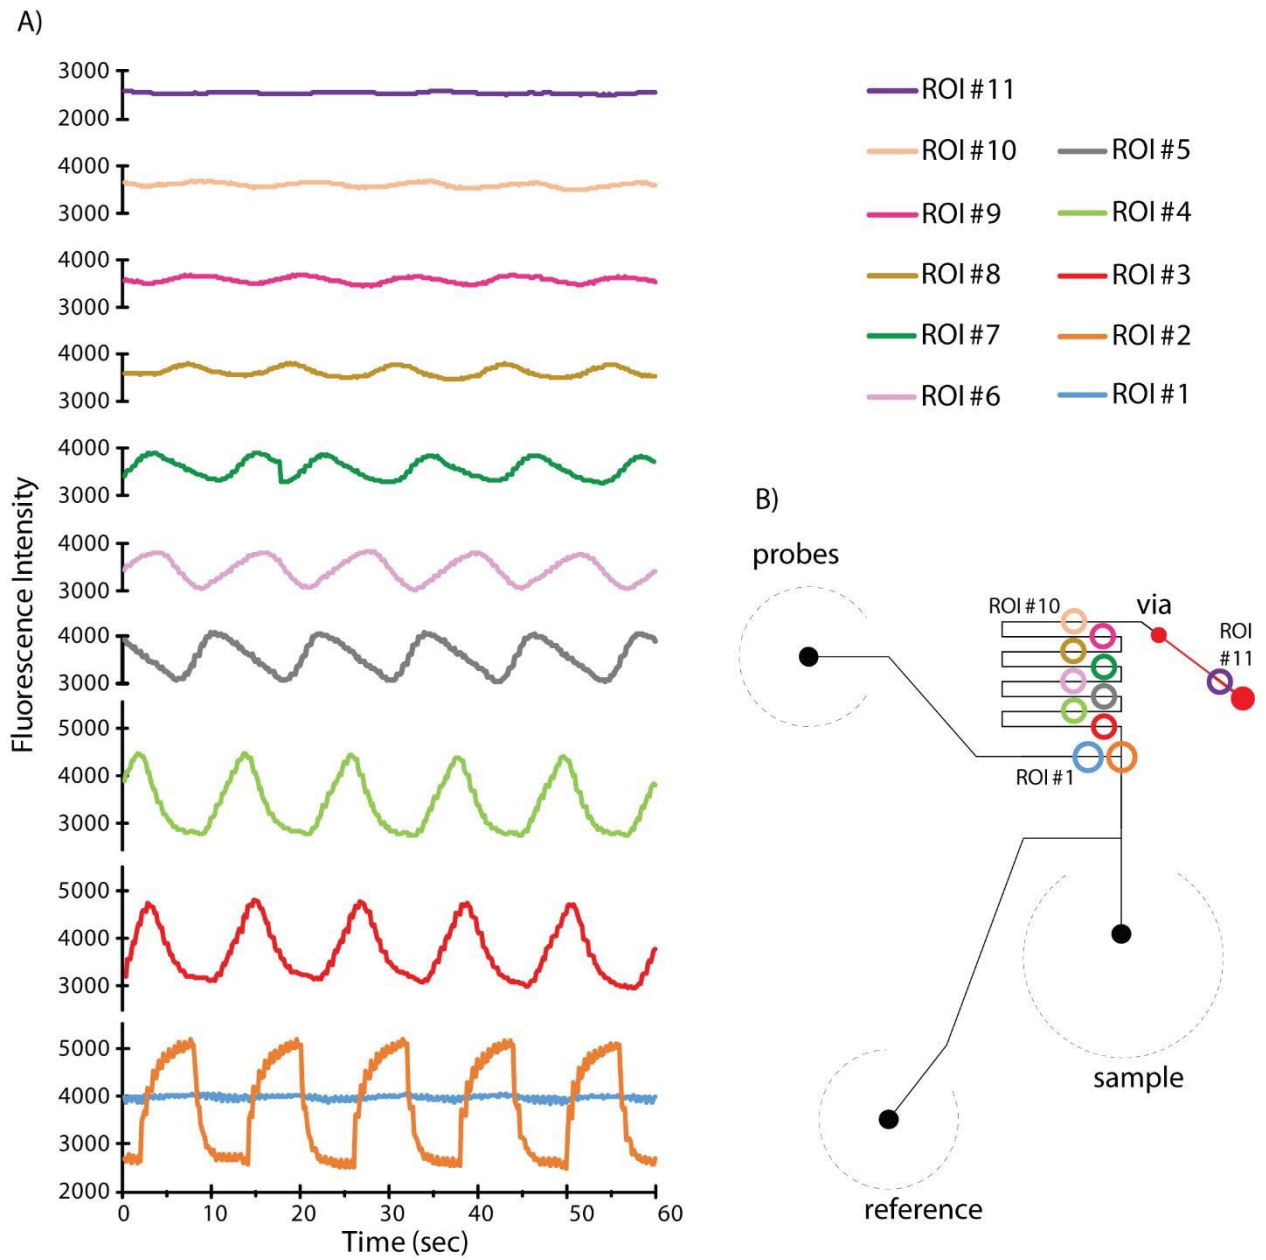 A)
3000
2000
4000
3000
4000
3000
4000
3000
4000
3000
4000
3000
4000
3000
5000
4000
3000
5000
4000
3000
5000
4000
3000
2000
0 10 20 30 40 50 60
Time (sec)
Fluorescence Intensity
ROI #11
ROI #10 ROI #5
ROI #9 ROI #4
ROI #8 ROI #3
ROI #7 ROI #2
ROI #6 ROI #1
B)
probes
ROI #10
via
ROI
#11
ROI #1
sample
reference